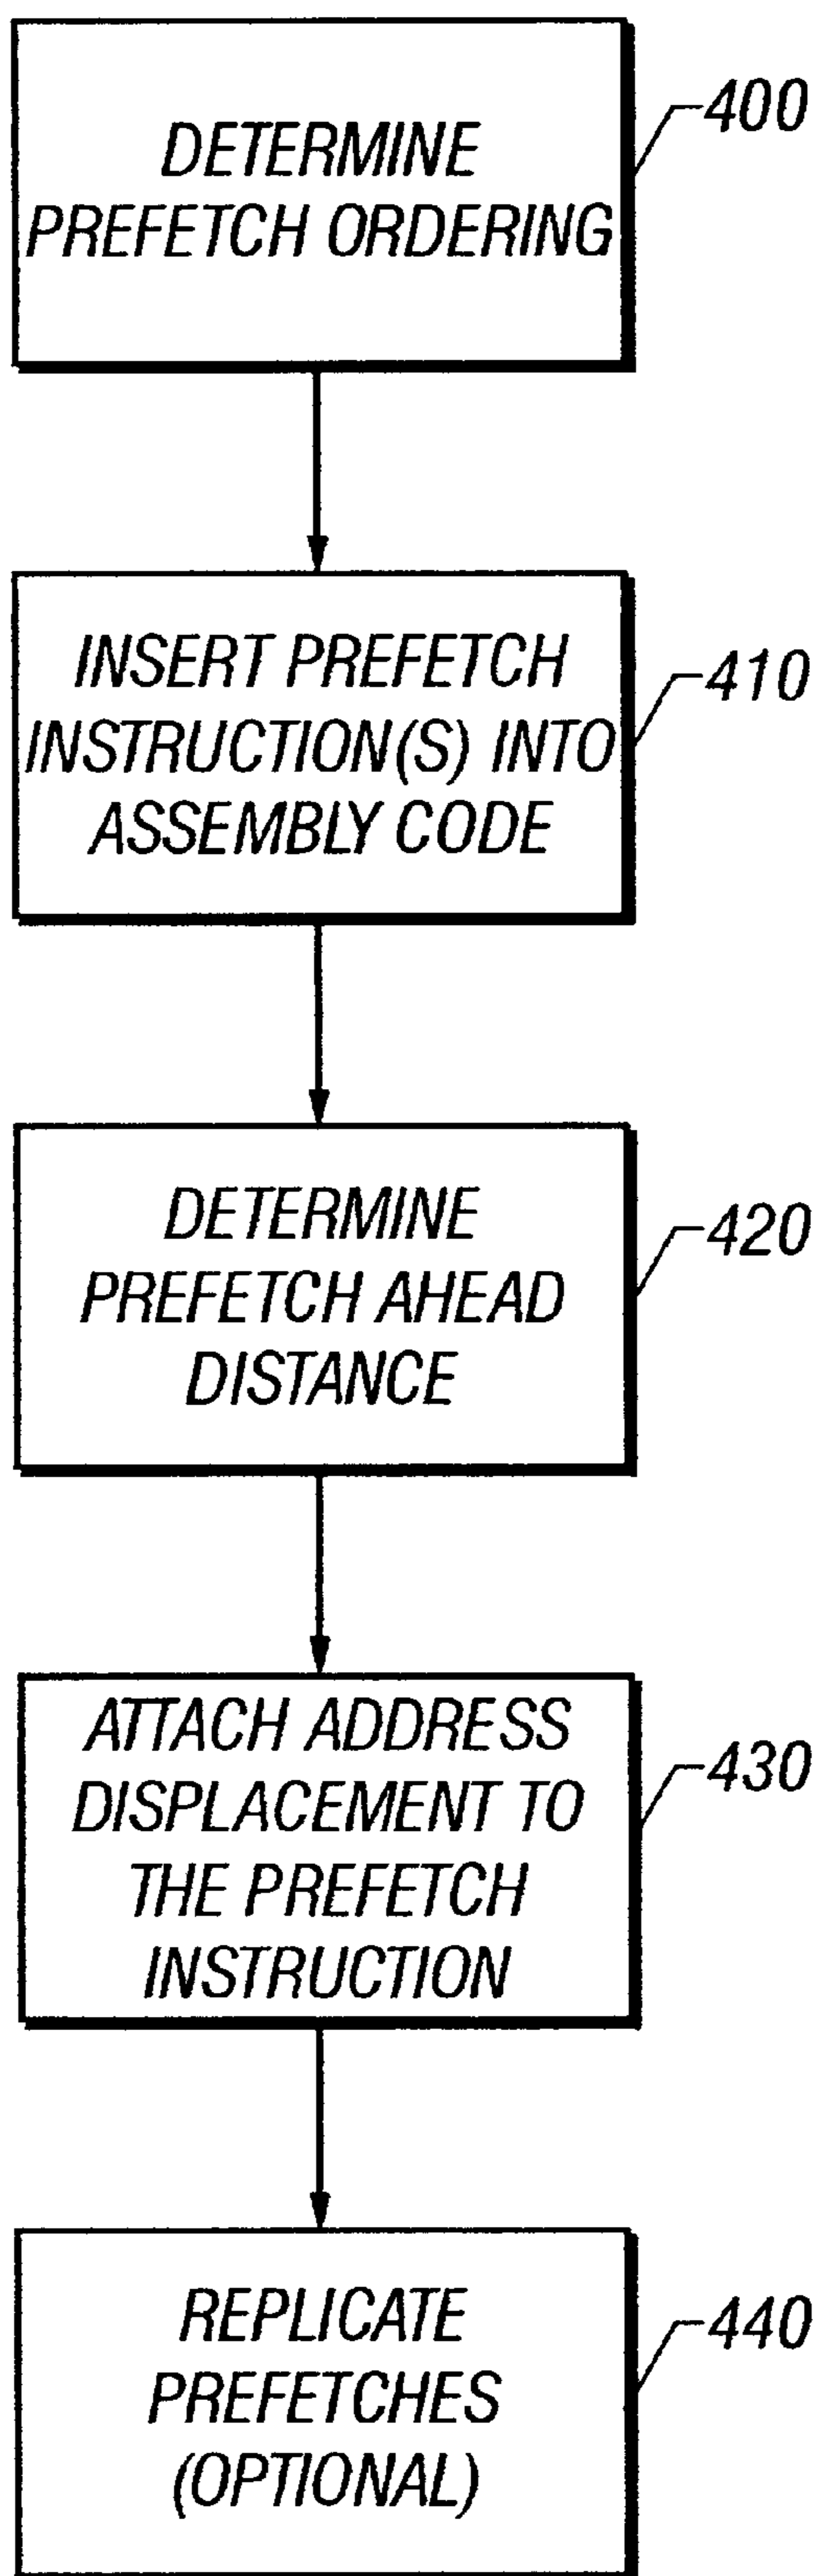 DETERMINE
PREFETCH ORDERING
400
INSERT PREFETCH
INSTRUCTION(S) INTO
ASSEMBLY CODE
410
DETERMINE
PREFETCH AHEAD
DISTANCE
420
ATTACH ADDRESS
DISPLACEMENT TO
THE PREFETCH
INSTRUCTION
430
REPLICATE
PREFETCHES
(OPTIONAL)
440